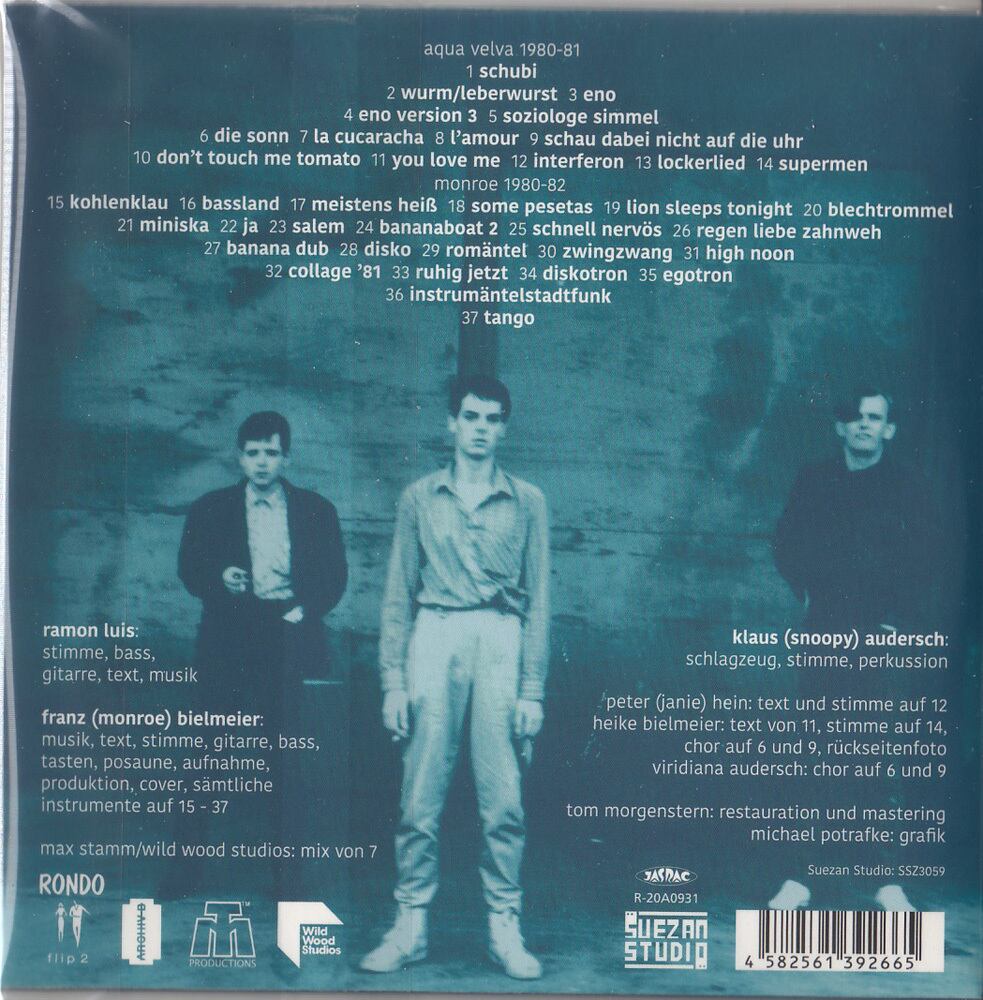 aqua velva 1980-81
1 schubi
2 wurm/leberwurst 3 eno
4 eno version 3 5 soziologe simmel
6 die sonn 7 la cucaracha 8 l'amour 9 schau dabei nicht auf die uhr
10 don't touch me tomato 11 you love me 12 interferon 13 lockerlied 14 supermen
monroe 1980-82
15 kohlenklau 16 bassland 17 meistens heiß 18 some pesetas 19 lion sleeps tonight 20 blechtrommel
21 miniska 22 ja 23 salem 24 bananaboat 2 25 schnell nervös 26 regen liebe zahnweh
27 banana dub 28 disko 29 romäntel 30 zwingzwang 31 high noon
32 collage '81 33 ruhig jetzt 34 diskotron 35 egotron
36 instrumäntelstadtfunk
37 tango
ramon luis:
stimme, bass,
gitarre, text, musik
franz (monroe) bielmeier:
musik, text, stimme, gitarre, bass,
tasten, posaune, aufnahme,
produktion, cover, sämtliche
instrumente auf 15 - 37
max stamm/wild wood studios: mix von 7
klaus (snoopy) audersch:
schlagzeug, stimme, perkussion
peter (janie) hein: text und stimme auf 12
heike bielmeier: text von 11, stimme auf 14,
chor auf 6 und 9, rückseitenfoto
viridiana audersch: chor auf 6 und 9
tom morgenstern: restauration und mastering
michael potrafke: grafik
Suezan Studio: SSZ3059
RONDO
flip 2
ARCHIV-D
TM
PRODUCTIONS
Wild
Wood
Studios
JASRAC
R-20A0931
SUEZAN
STUDIO
4 582561 392665